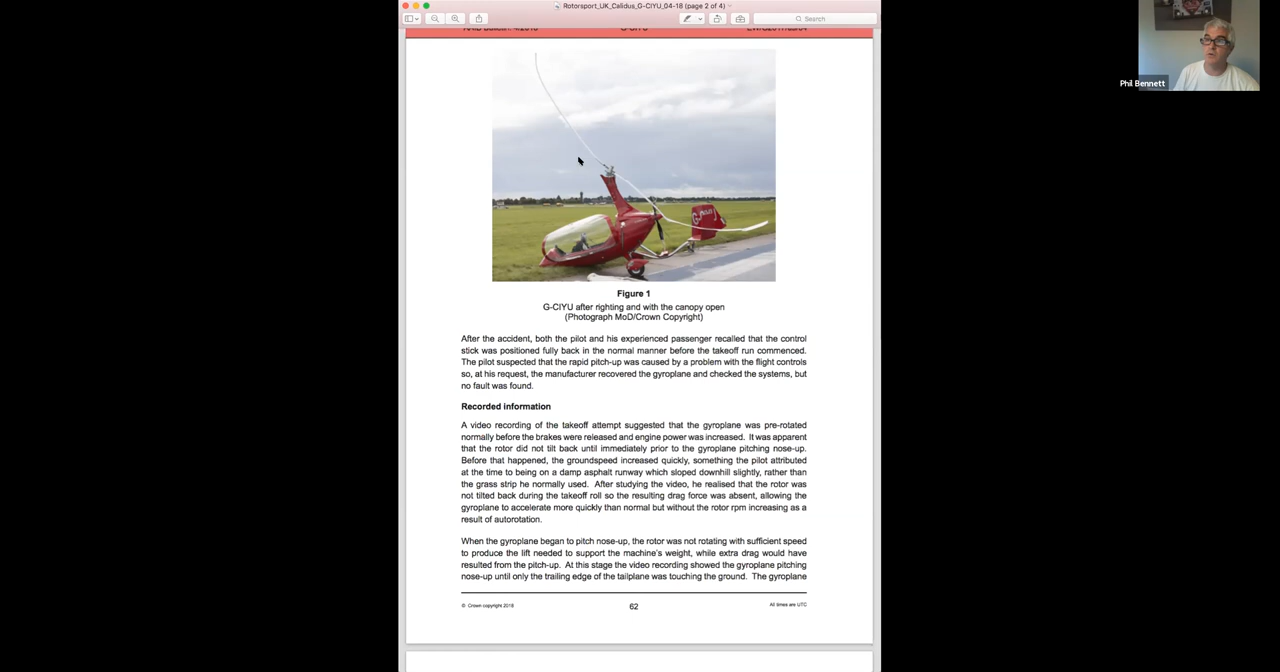 Rotorsport_UK_Calidus_G-CIYU_04-18 (page 2 of 4)
Search
Phil Bennett
G-CIYU
Figure 1
G-CIYU after righting and with the canopy open
(Photograph MoD/Crown Copyright)
After the accident, both the pilot and his experienced passenger recalled that the control
stick was positioned fully back in the normal manner before the takeoff run commenced.
The pilot suspected that the rapid pitch-up was caused by a problem with the flight controls
so, at his request, the manufacturer recovered the gyroplane and checked the systems, but
no fault was found.
Recorded information
A video recording of the takeoff attempt suggested that the gyroplane was pre-rotated
normally before the brakes were released and engine power was increased. It was apparent
that the rotor did not tilt back until immediately prior to the gyroplane pitching nose-up.
Before that happened, the groundspeed increased quickly, something the pilot attributed
at the time to being on a damp asphalt runway which sloped downhill slightly, rather than
the grass strip he normally used. After studying the video, he realised that the rotor was
not tilted back during the takeoff roll so the resulting drag force was absent, allowing the
gyroplane to accelerate more quickly than normal but without the rotor rpm increasing as a
result of autorotation.
When the gyroplane began to pitch nose-up, the rotor was not rotating with sufficient speed
to produce the lift needed to support the machine's weight, while extra drag would have
resulted from the pitch-up. At this stage the video recording showed the gyroplane pitching
nose-up until only the trailing edge of the tailplane was touching the ground. The gyroplane
© Crown copyright 2018
62
All times are UTC